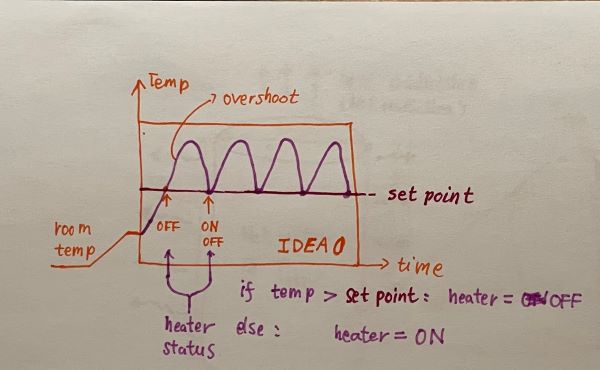 Temp
overshoot
set point
room
temp
OFF
ON
OFF
IDEA 0
time
if temp > set point: heater = OFF
else: heater = ON
heater
status